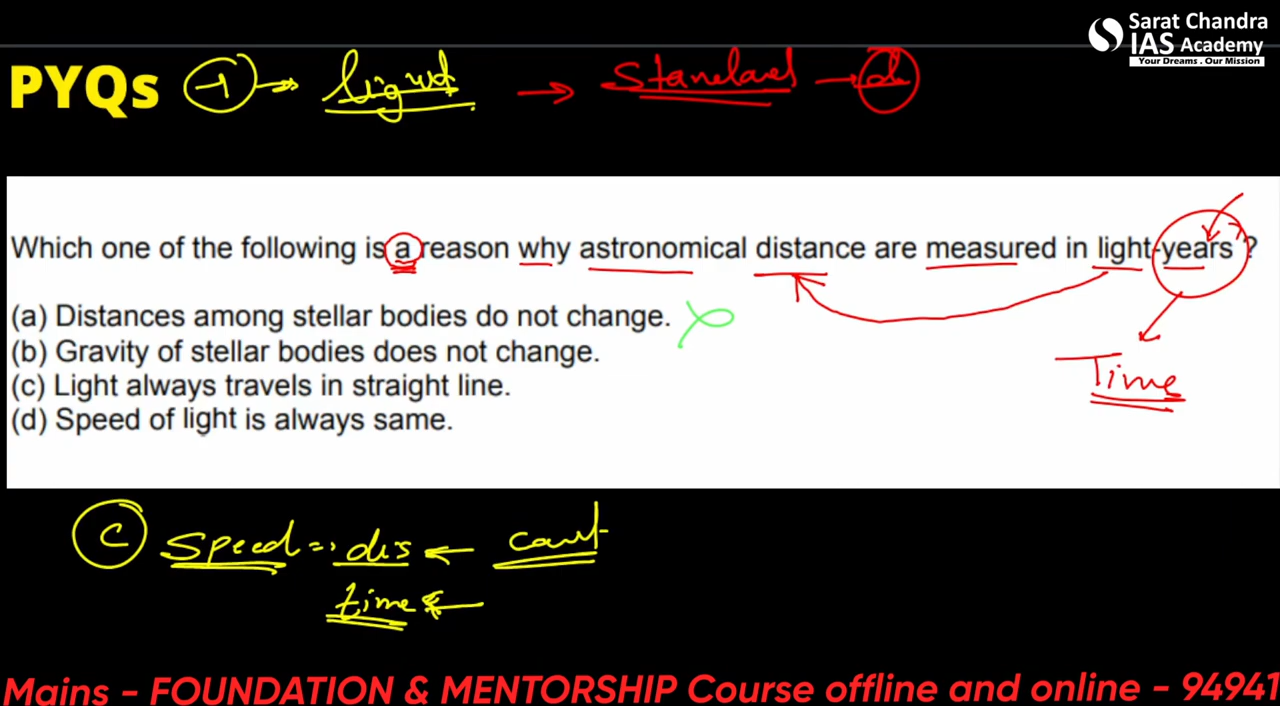 Sarat Chandra
IAS Academy
Your Dreams . Our Mission
PYQs
Standard
Which one of the following is a reason why astronomical distance are measured in light-years ?
(a) Distances among stellar bodies do not change.
(b) Gravity of stellar bodies does not change.
(c) Light always travels in straight line.
(d) Speed of light is always same.
Time
C Speed = dis
time
Mains - FOUNDATION & MENTORSHIP Course offline and online - 94941